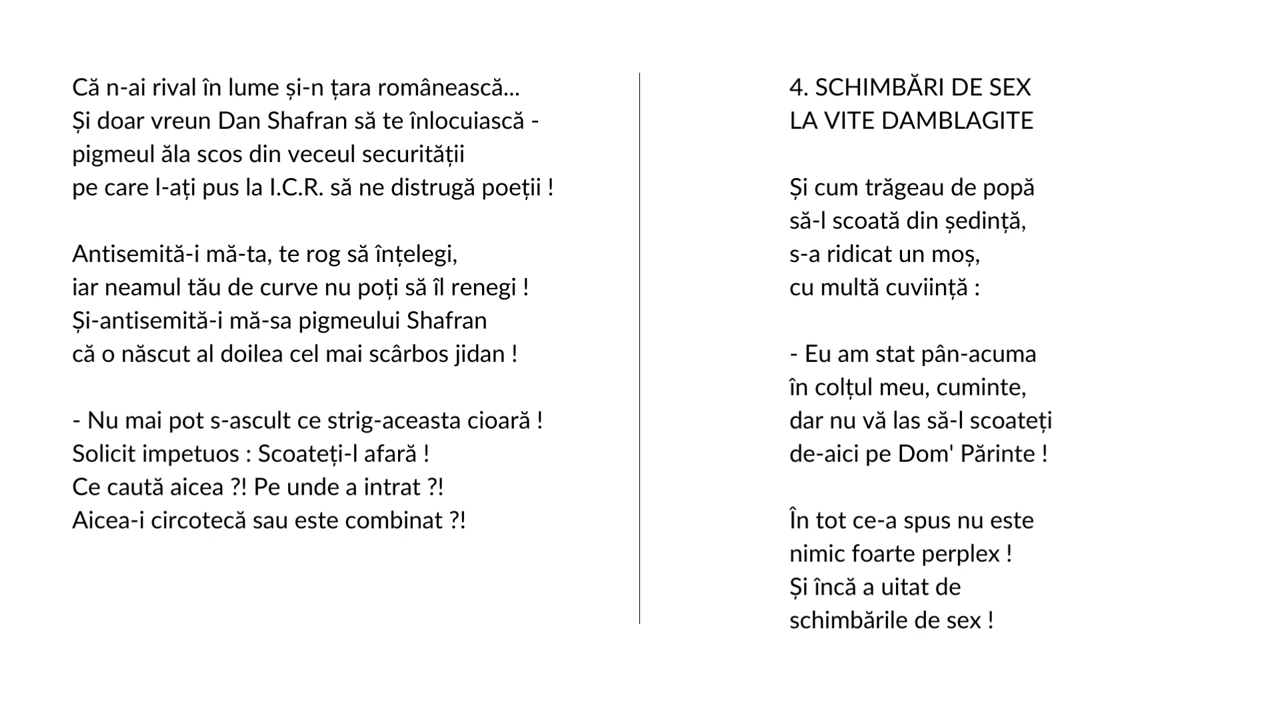 Că n-ai rival în lume și-n țara românească...
Și doar vreun Dan Shafran să te înlocuiască -
pigmeul ăla scos din veceul securității
pe care l-ați pus la I.C.R. să ne distrugă poeții !

Antisemită-i mă-ta, te rog să înțelegi,
iar neamul tău de curve nu poți să îl renegi !
Și-antisemită-i mă-sa pigmeului Shafran
că o născut al doilea cel mai scârbos jidan !

- Nu mai pot s-ascult ce strig-aceasta cioară !
Solicit impetuos : Scoateți-l afară !
Ce caută aicea ?! Pe unde a intrat ?!
Aicea-i circotecă sau este combinat ?!

4. SCHIMBĂRI DE SEX
LA VITE DAMBLAGITE

Și cum trăgeau de popă
să-l scoată din ședință,
s-a ridicat un moș,
cu multă cuviință :

- Eu am stat pân-acuma
în colțul meu, cuminte,
dar nu vă las să-l scoateți
de-aici pe Dom' Părinte !

În tot ce-a spus nu este
nimic foarte perplex !
Și încă a uitat de
schimbările de sex !